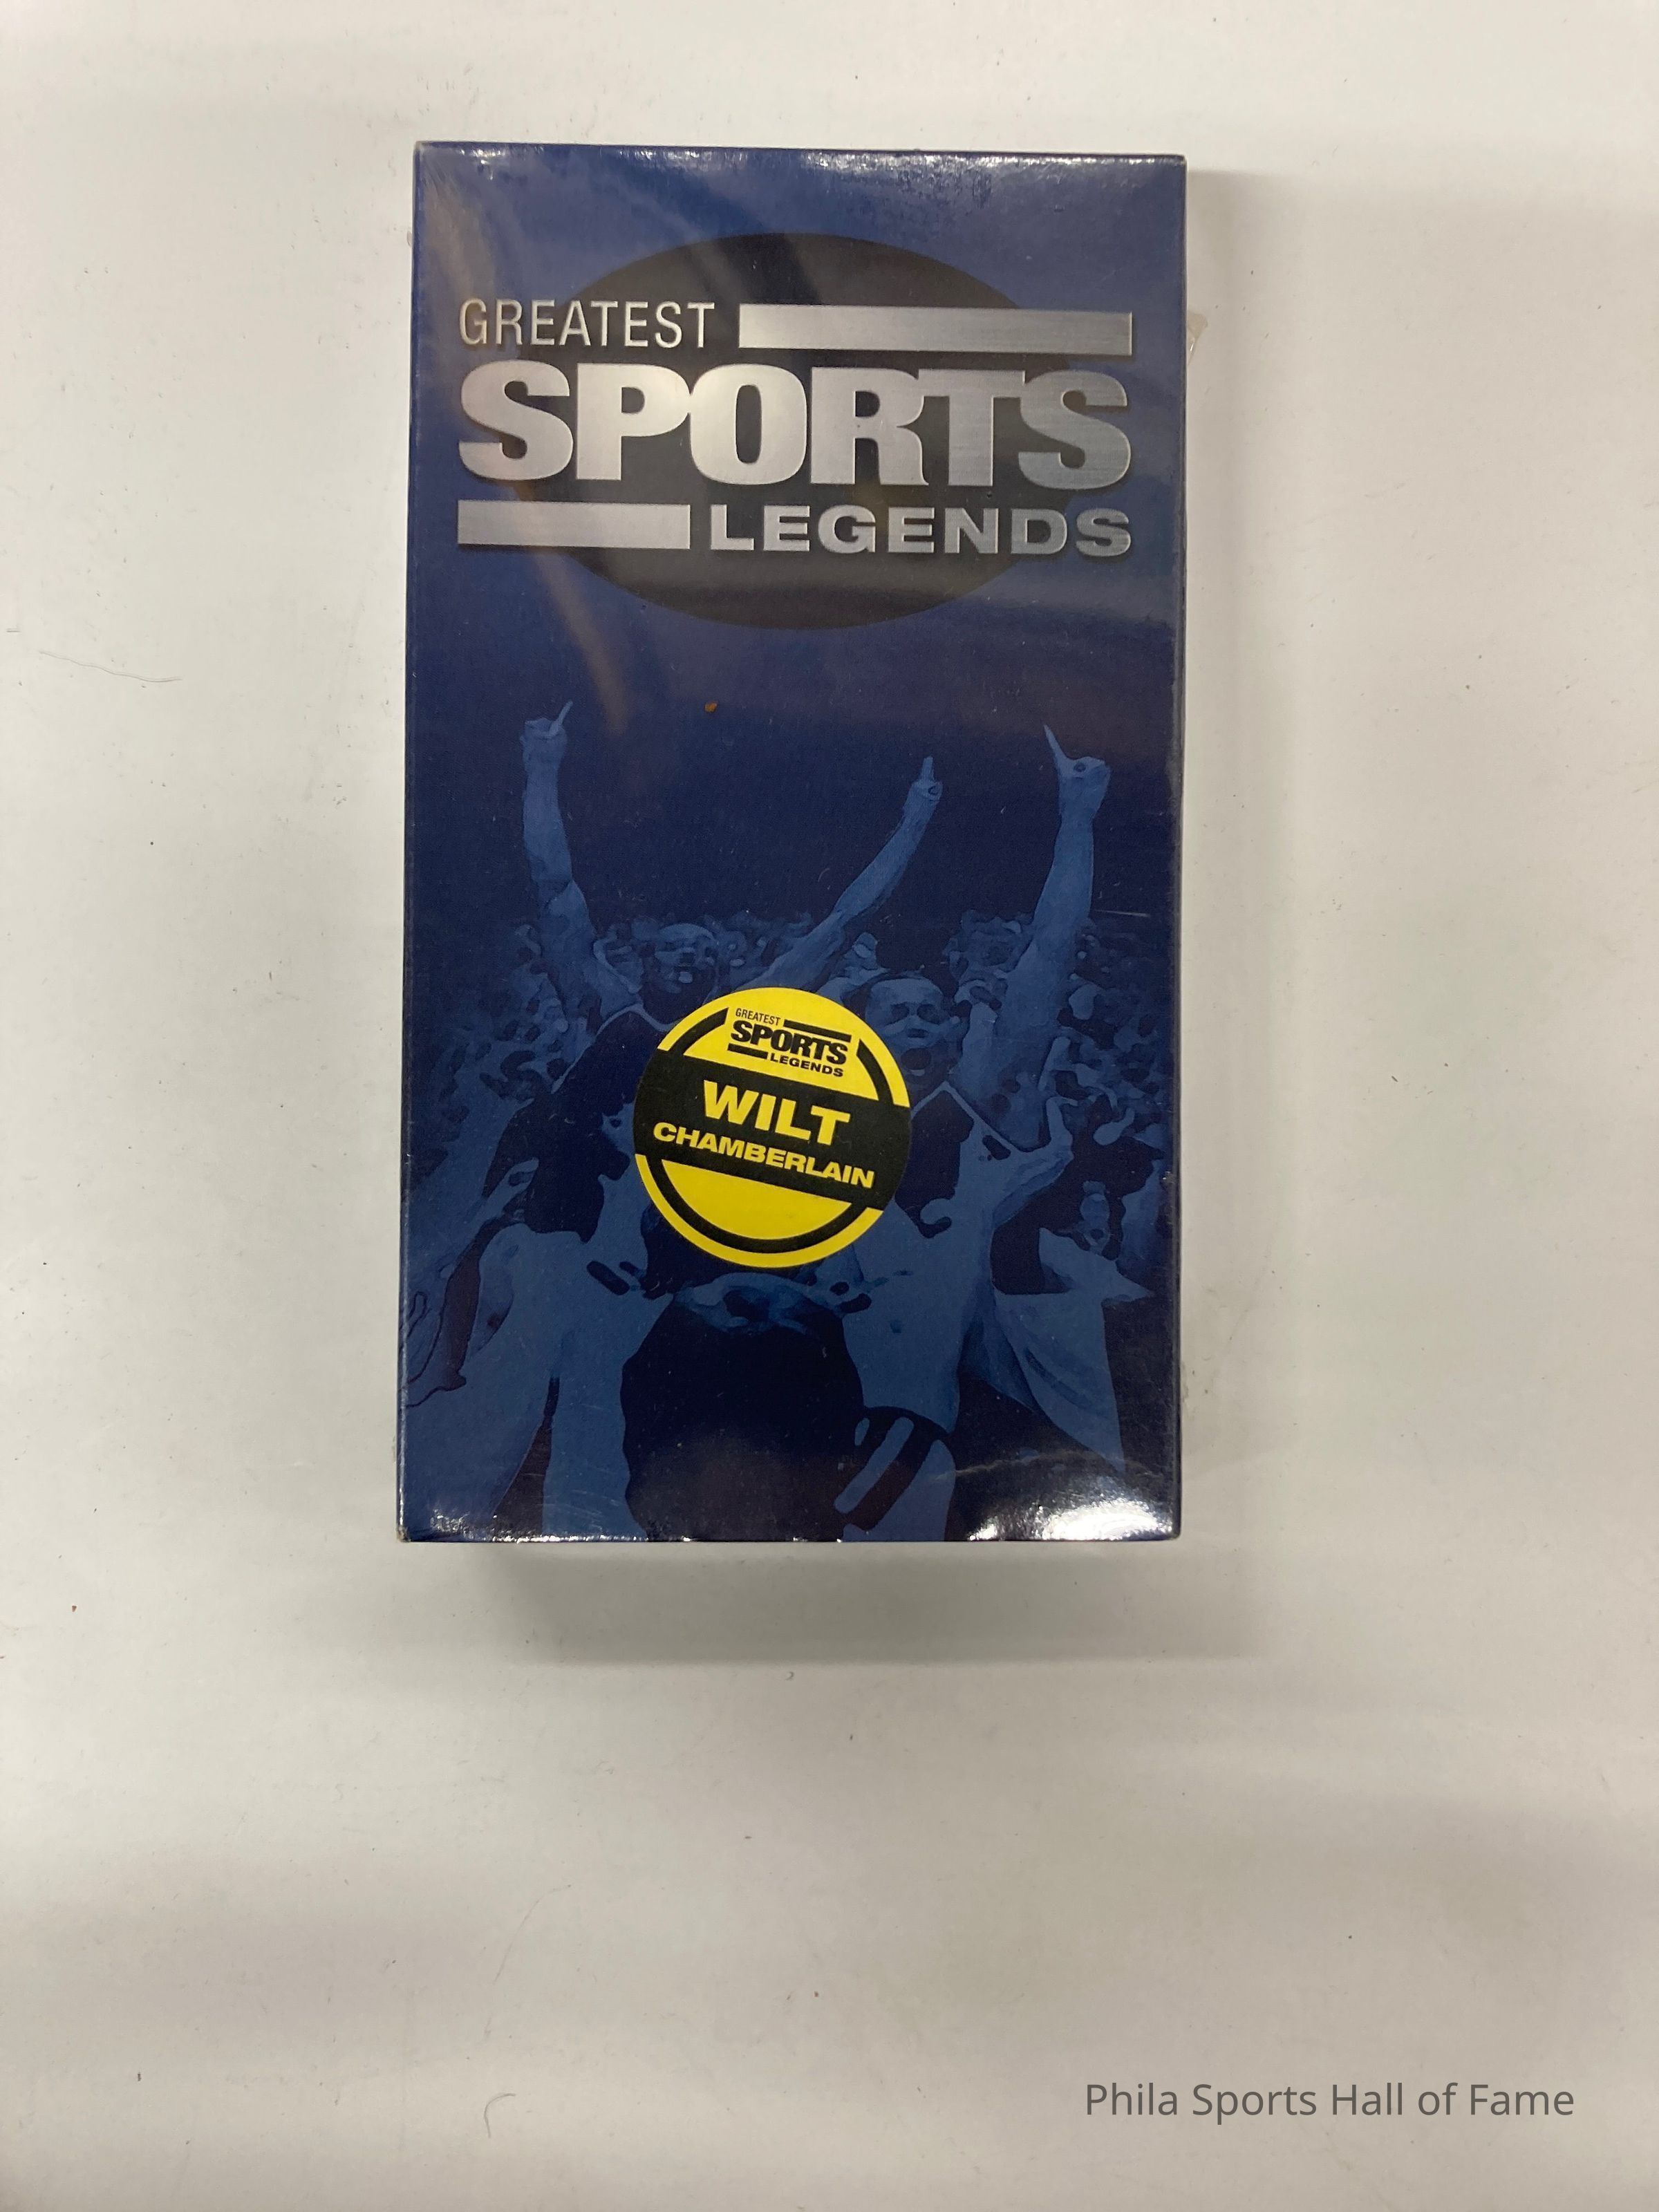 GREATEST
SPORTS
LEGENDS
GREATEST
SPORTS
LEGENDS
WILT
CHAMBERLAIN
Phila Sports Hall of Fame